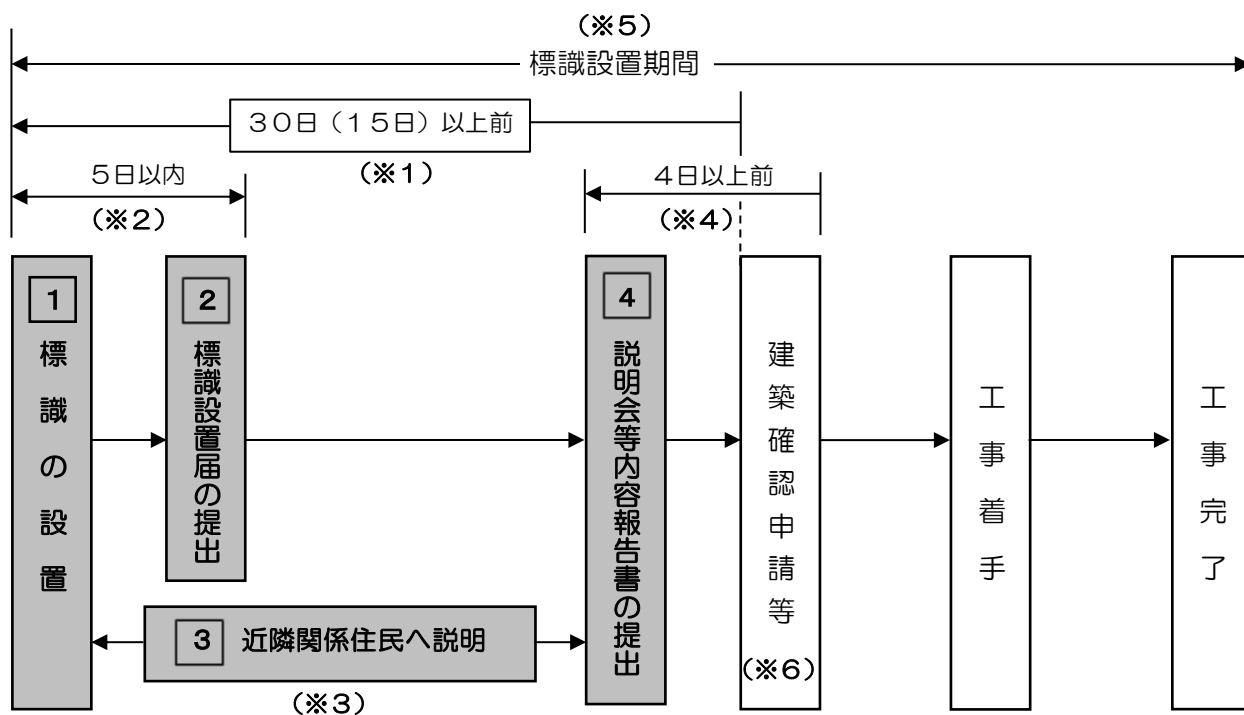 (※5)
標識設置期間
30日(15日)以上前
(※1)
5日以内
(※2)
4日以上前
(※4)
1 標識の設置
2 標識設置届の提出
3 近隣関係住民へ説明
(※3)
4 説明会等内容報告書の提出
建築確認申請等
(※6)
工事着手
工事完了